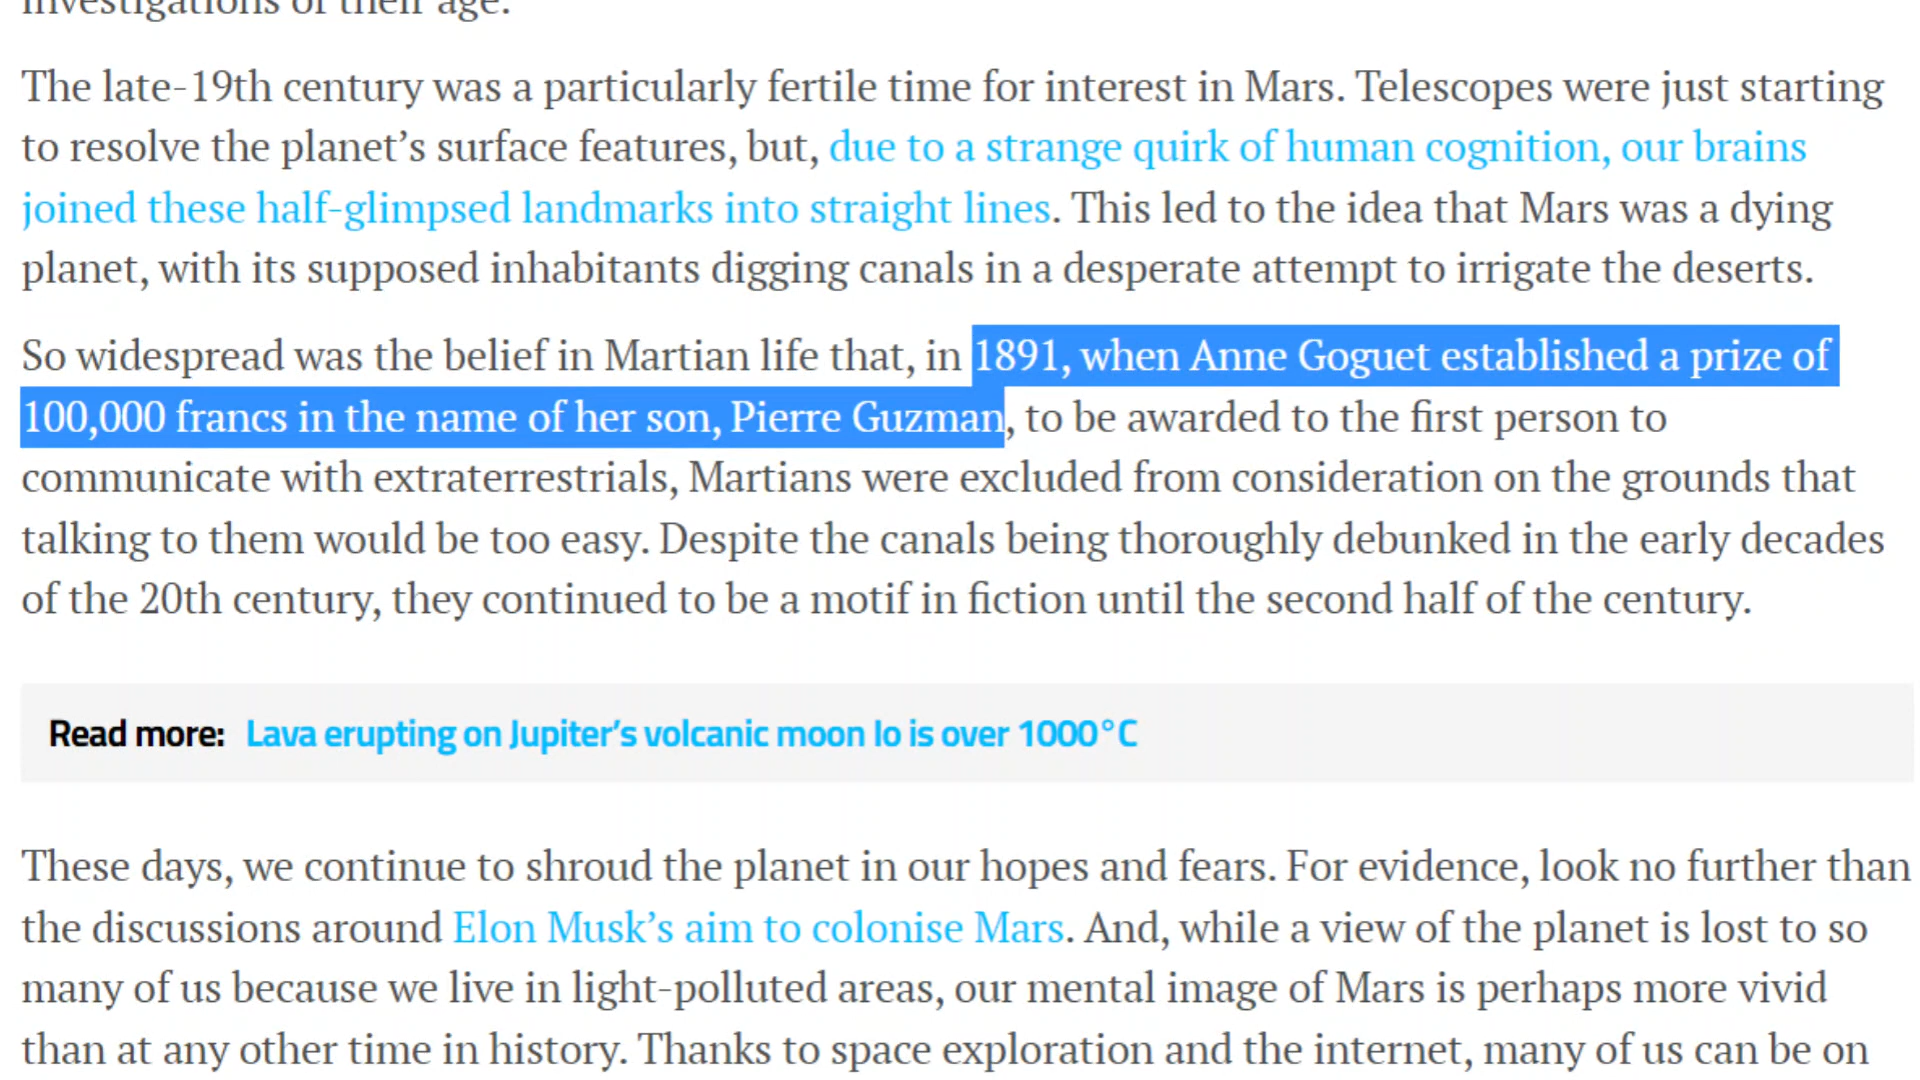 investigations of their age.
The late-19th century was a particularly fertile time for interest in Mars. Telescopes were just starting
to resolve the planet’s surface features, but, due to a strange quirk of human cognition, our brains
joined these half-glimpsed landmarks into straight lines. This led to the idea that Mars was a dying
planet, with its supposed inhabitants digging canals in a desperate attempt to irrigate the deserts.
So widespread was the belief in Martian life that, in 1891, when Anne Goguet established a prize of
100,000 francs in the name of her son, Pierre Guzman, to be awarded to the first person to
communicate with extraterrestrials, Martians were excluded from consideration on the grounds that
talking to them would be too easy. Despite the canals being thoroughly debunked in the early decades
of the 20th century, they continued to be a motif in fiction until the second half of the century.
Read more: Lava erupting on Jupiter’s volcanic moon Io is over 1000°C
These days, we continue to shroud the planet in our hopes and fears. For evidence, look no further than
the discussions around Elon Musk’s aim to colonise Mars. And, while a view of the planet is lost to so
many of us because we live in light-polluted areas, our mental image of Mars is perhaps more vivid
than at any other time in history. Thanks to space exploration and the internet, many of us can be on